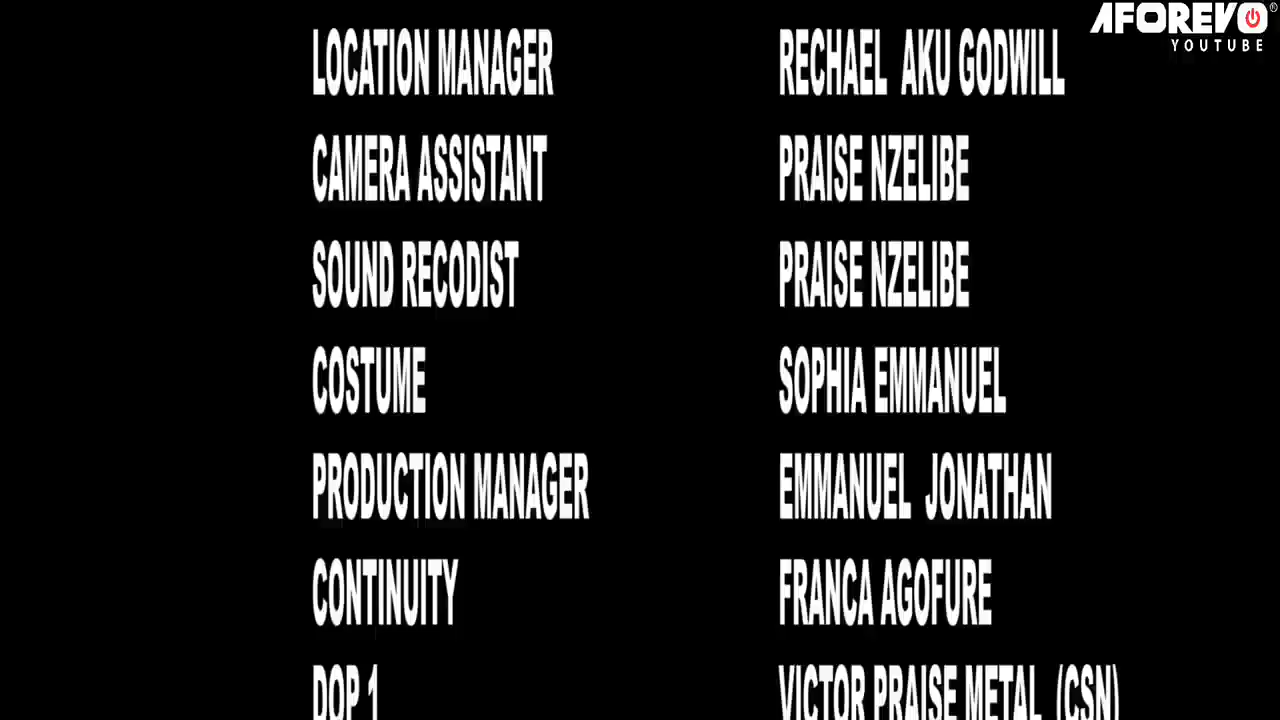 AFOREVO®
YOUTUBE
LOCATION MANAGER RECHAEL AKU GODWILL
CAMERA ASSISTANT PRAISE NZELIBE
SOUND RECODIST PRAISE NZELIBE
COSTUME SOPHIA EMMANUEL
PRODUCTION MANAGER EMMANUEL JONATHAN
CONTINUITY FRANCA AGOFURE
DOP 1 VICTOR PRAISE METAL (CSN)